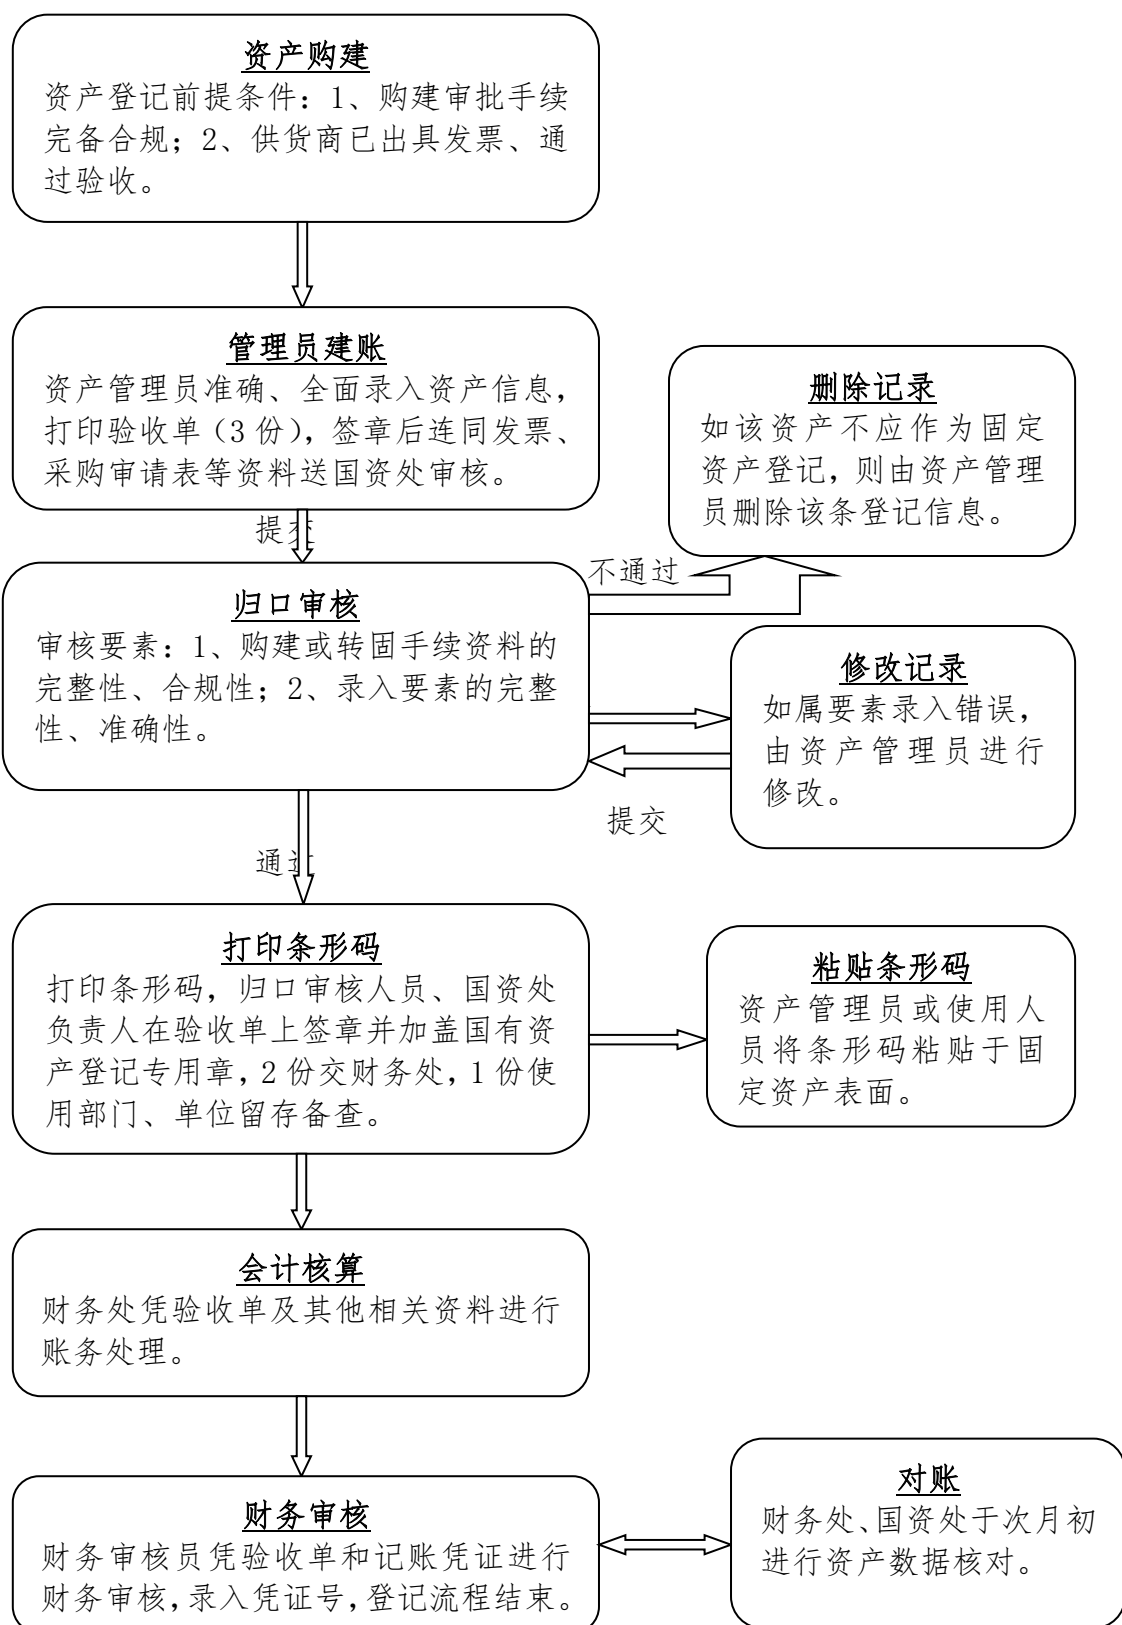 资产购建
资产登记前提条件：1、购建审批手续
完备合规；2、供货商已出具发票、通
过验收。
管理员建账
资产管理员准确、全面录入资产信息，
打印验收单（3 份），签章后连同发票、
采购审请表等资料送国资处审核。
删除记录
如该资产不应作为固定
资产登记，则由资产管理
员删除该条登记信息。
提交
不通过
归口审核
审核要素：1、购建或转固手续资料的
完整性、合规性；2、录入要素的完整
性、准确性。
修改记录
如属要素录入错误，
由资产管理员进行
修改。
提交
通过
打印条形码
打印条形码，归口审核人员、国资处
负责人在验收单上签章并加盖国有资
产登记专用章，2 份交财务处，1 份使
用部门、单位留存备查。
粘贴条形码
资产管理员或使用人
员将条形码粘贴于固
定资产表面。
会计核算
财务处凭验收单及其他相关资料进行
账务处理。
财务审核
财务审核员凭验收单和记账凭证进行
财务审核，录入凭证号，登记流程结束。
对账
财务处、国资处于次月初
进行资产数据核对。